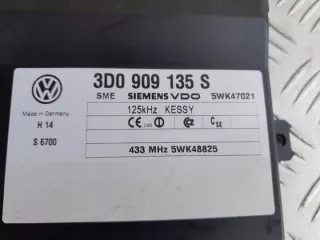 3D0 909 135 S
SME SIEMENS VDO 5WK47021
Made in Germany
125kHz KESSY
H 14
S 6700
433 MHz 5WK48825